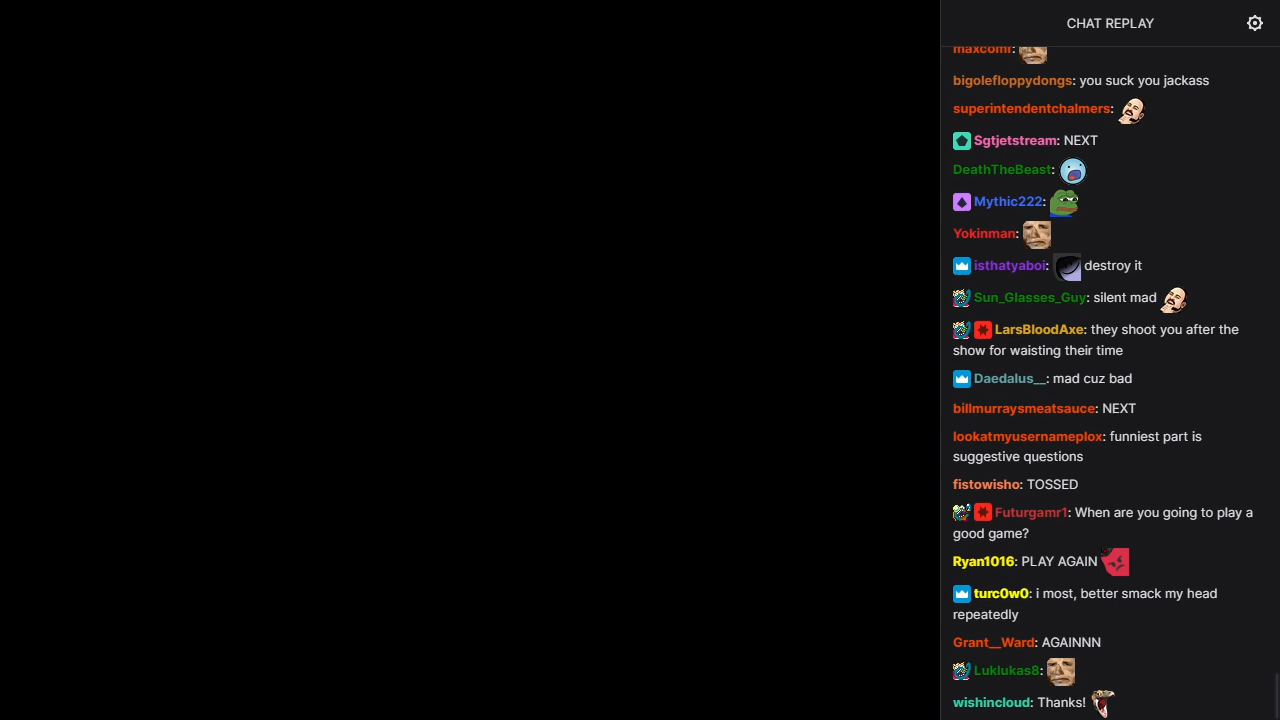 CHAT REPLAY
maxcomf:
bigolefloppydongs: you suck you jackass
superintendentchalmers:
Sgtjetstream: NEXT
DeathTheBeast:
Mythic222:
Yokinman:
isthatyaboi: destroy it
Sun_Glasses_Guy: silent mad
LarsBloodAxe: they shoot you after the
show for waisting their time
Daedalus__: mad cuz bad
billmurraysmeatsauce: NEXT
lookatmyusernameplox: funniest part is
suggestive questions
fistowisho: TOSSED
Futurgamr1: When are you going to play a
good game?
Ryan1016: PLAY AGAIN
turc0w0: i most, better smack my head
repeatedly
Grant__Ward: AGAINNN
Luklukas8:
wishincloud: Thanks!